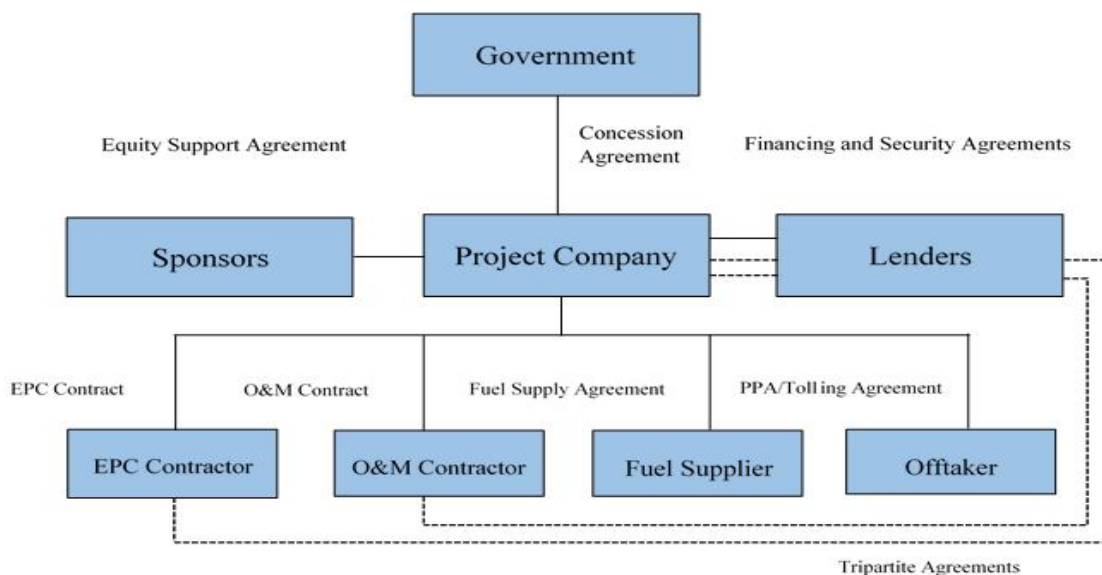 Government
Equity Support Agreement
Concession
Agreement
Financing and Security Agreements
Sponsors
Project Company
Lenders
EPC Contract
O&M Contract
Fuel Supply Agreement
PPA/Tolling Agreement
EPC Contractor
O&M Contractor
Fuel Supplier
Offtaker
Tripartite Agreements